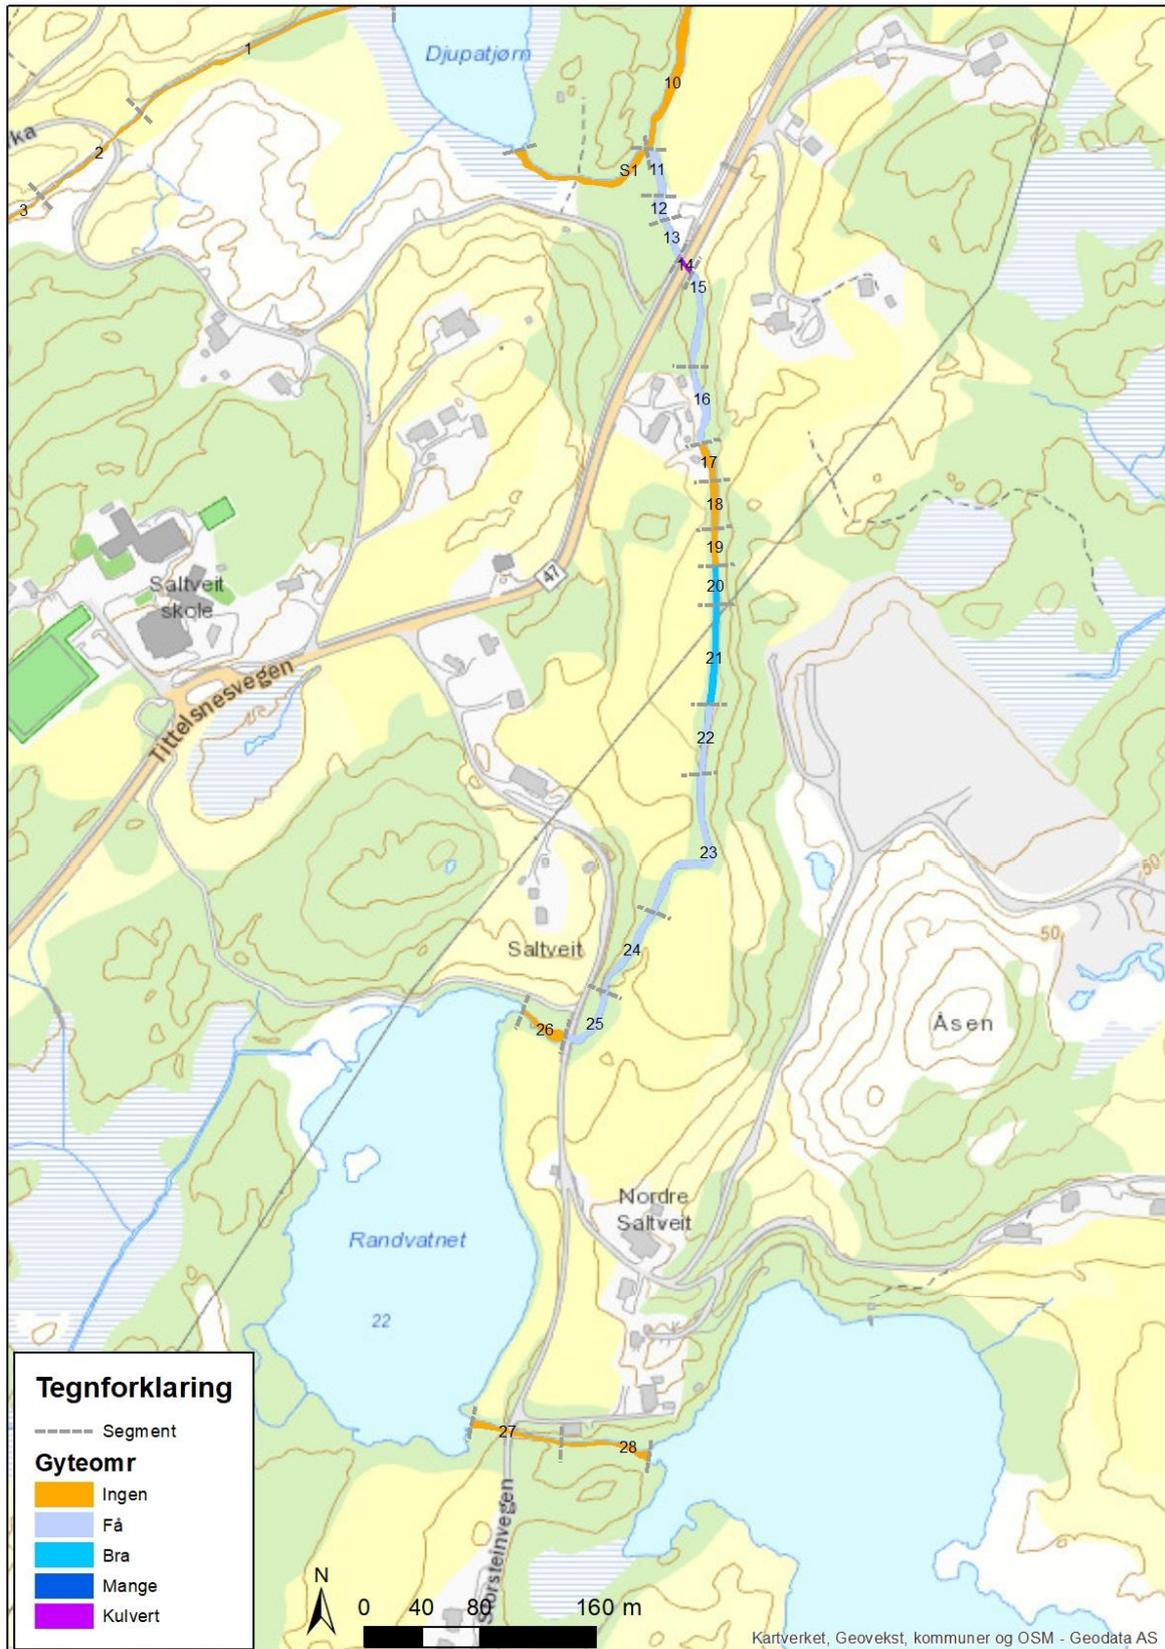 Djupatjørn
1
10
2
S1
11
3
12
13
14
15
16
17
18
47
19
20
Saltveit
skole
21
Tittelsnesvegen
22
23
Saltveit
24
50
50
26
25
Åsen
Nordre
Saltveit
Randvatnet
22
27
28
Storsteinvegen
Tegnforklaring
Segment
Gyteomr
Ingen
Få
Bra
Mange
Kulvert
N
0 40 80 160 m
Kartverket, Geovekst, kommuner og OSM - Geodata AS